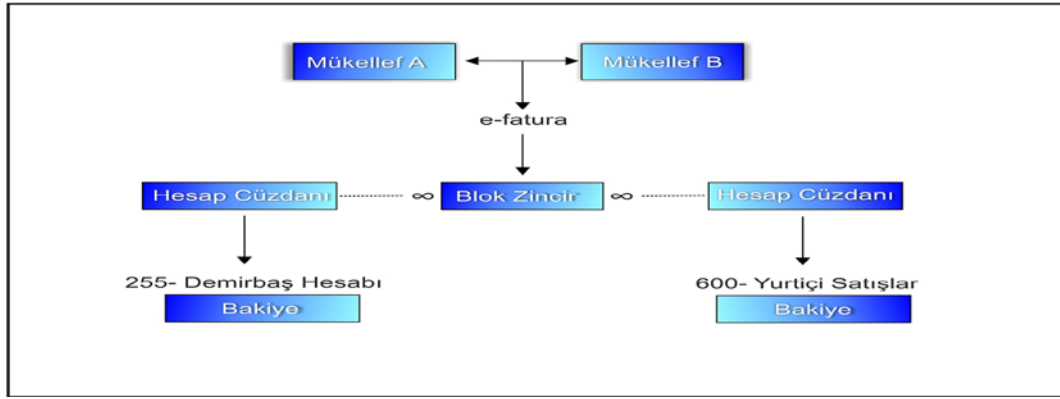 Mükellef A
Mükellef B
e-fatura
Hesap Cüzdanı
∞ Blok Zincir ∞
Hesap Cüzdanı
255- Demirbaş Hesabı
Bakiye
600- Yurtiçi Satışlar
Bakiye